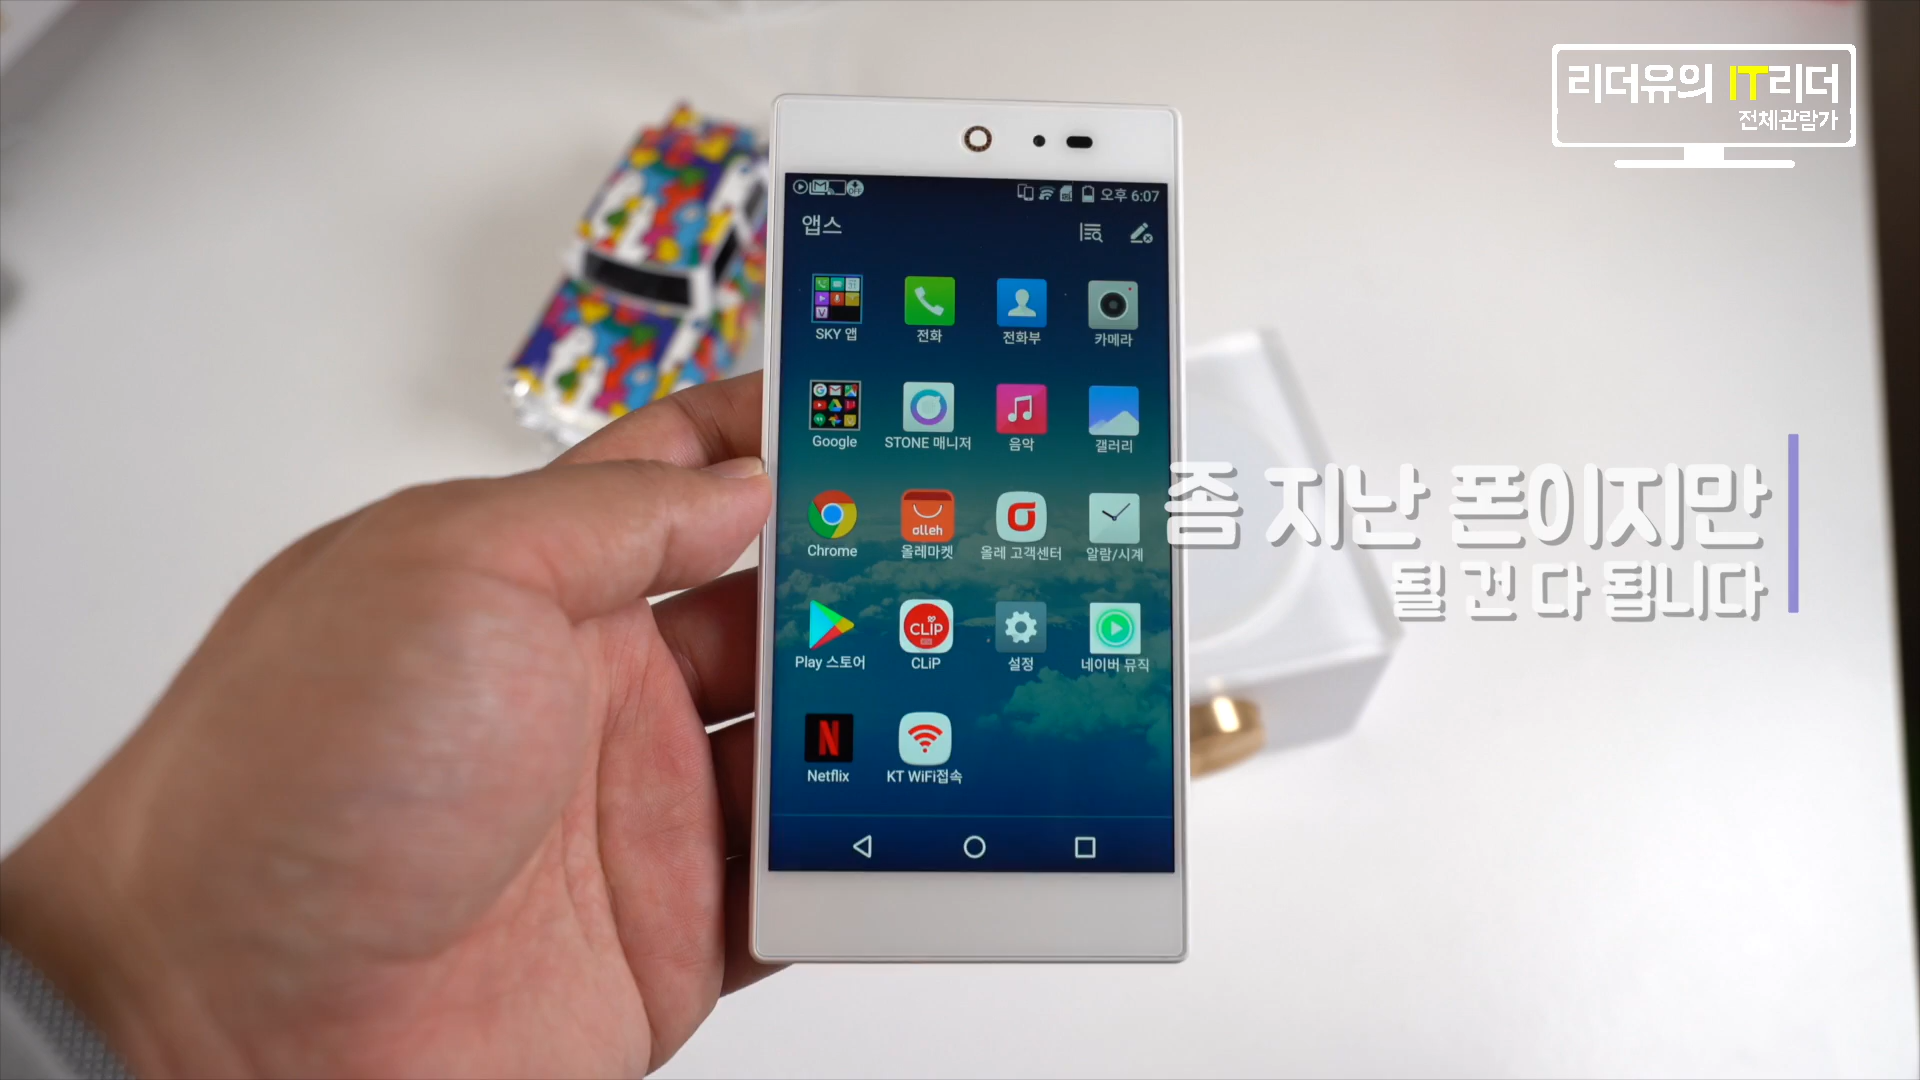 리더유의 IT리더
전체관람가
오후 6:07
앱스
SKY 앱
전화
전화부
카메라
Google
STONE 매니저
음악
갤러리
Chrome
olleh
올레마켓
올레 고객센터
알람/시계
Play 스토어
CLiP
CLiP
설정
네이버 뮤직
N
Netflix
KT WiFi접속
좀 지난 폰이지만
될 건 다 됩니다